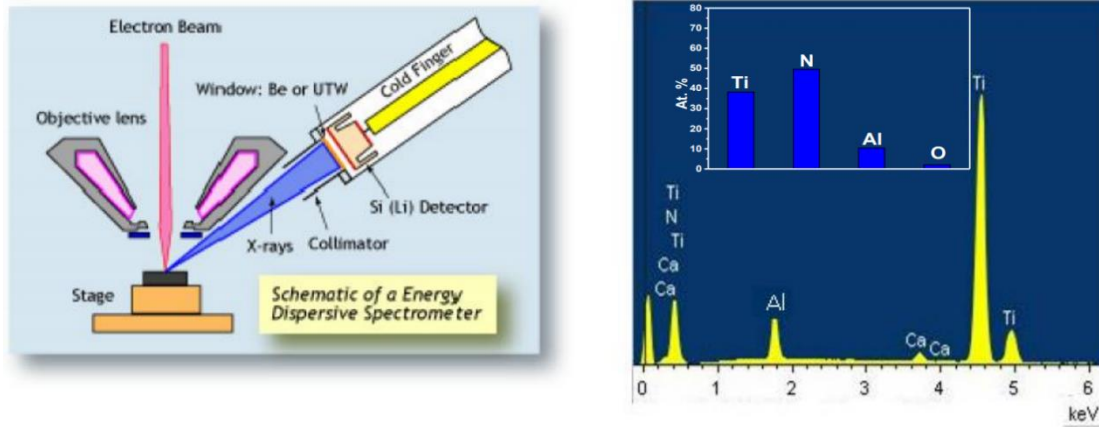 Electron Beam
Window: Be or UTW
Cold Finger
Objective lens
Si (Li) Detector
X-rays
Collimator
Stage
Schematic of a Energy
Dispersive Spectrometer
80
70
60
50
40
30
20
10
0
At. %
Ti
N
Al
O
Ti
Ti
N
Ti
Ca
Ca
Al
Ca
Ca
Ti
0 1 2 3 4 5 6
keV